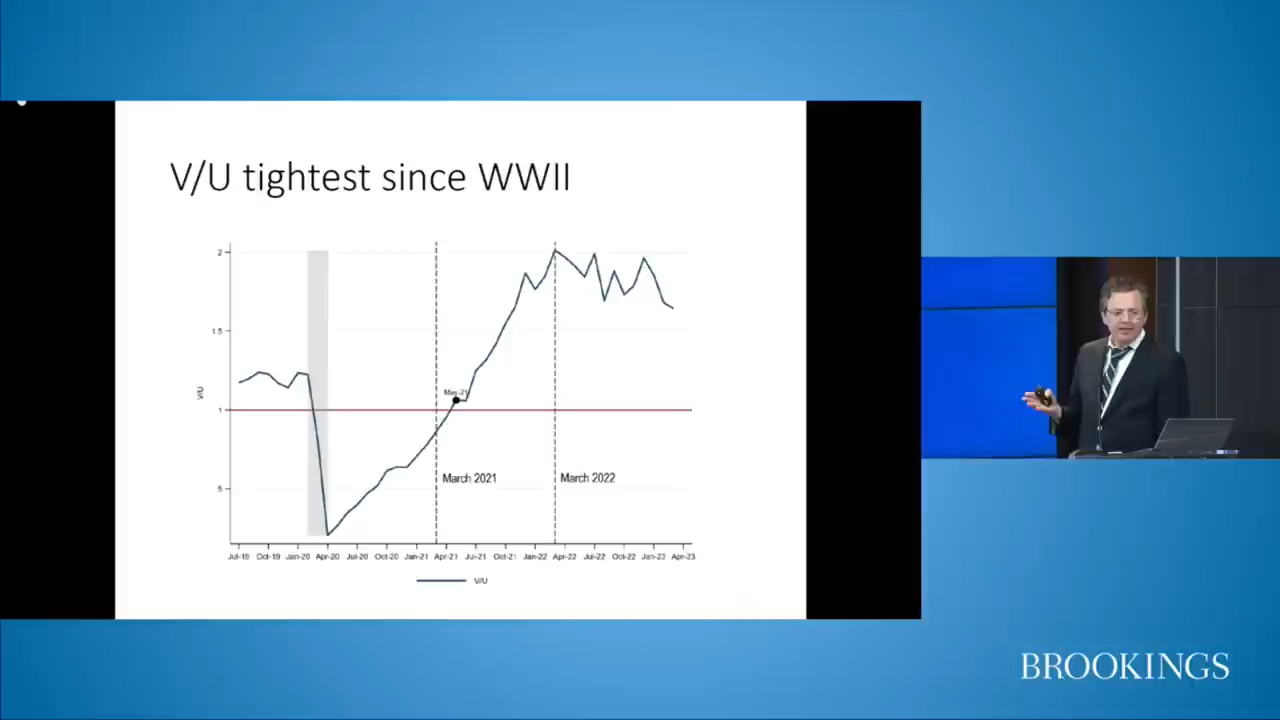 V/U tightest since WWII
2
1.5
1
.5
V/U
May-21
March 2021
March 2022
Jul-19 Oct-19 Jan-20 Apr-20 Jul-20 Oct-20 Jan-21 Apr-21 Jul-21 Oct-21 Jan-22 Apr-22 Jul-22 Oct-22 Jan-23 Apr-23
V/U
BROOKINGS